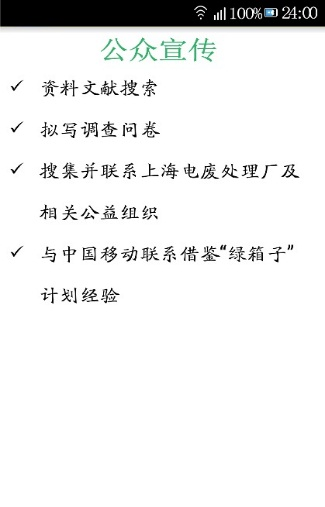 100% 24:00
公众宣传
✓ 资料文献搜索
✓ 拟写调查问卷
✓ 搜集并联系上海电废处理厂及
相关公益组织
✓ 与中国移动联系借鉴“绿箱子”
计划经验